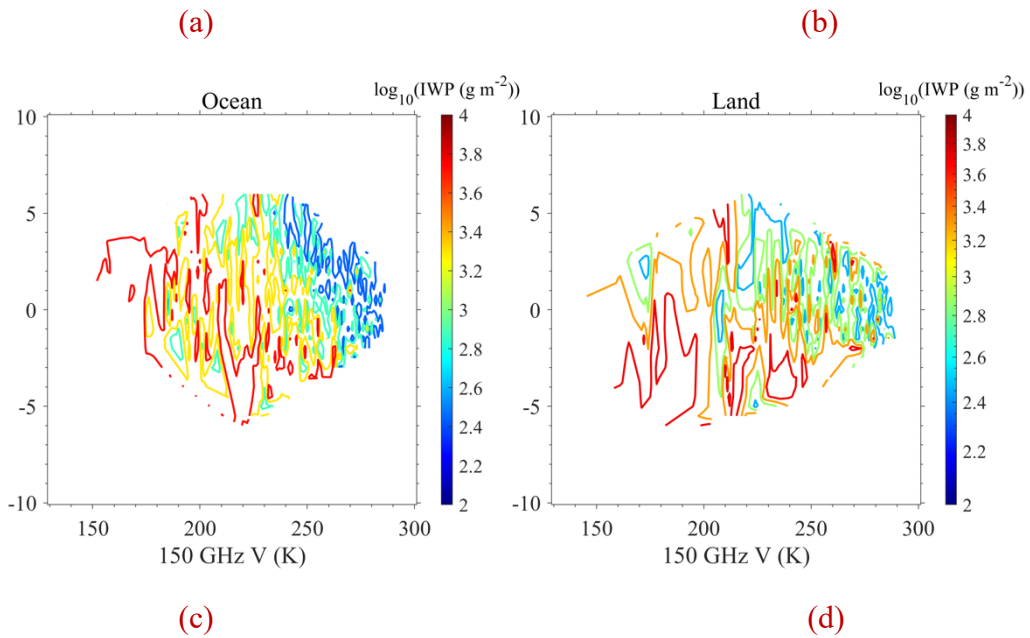 (a) (b)
log10(IWP (g m-2)) log10(IWP (g m-2))
Ocean Land
10 4 10 4
3.8 3.8
3.6 3.6
5 5
3.4 3.4
3.2 3.2
0 3 0 3
2.8 2.8
2.6 2.6
-5 -5
2.4 2.4
2.2 2.2
-10 2 -10 2
150 200 250 300 150 200 250 300
150 GHz V (K) 150 GHz V (K)
(c) (d)